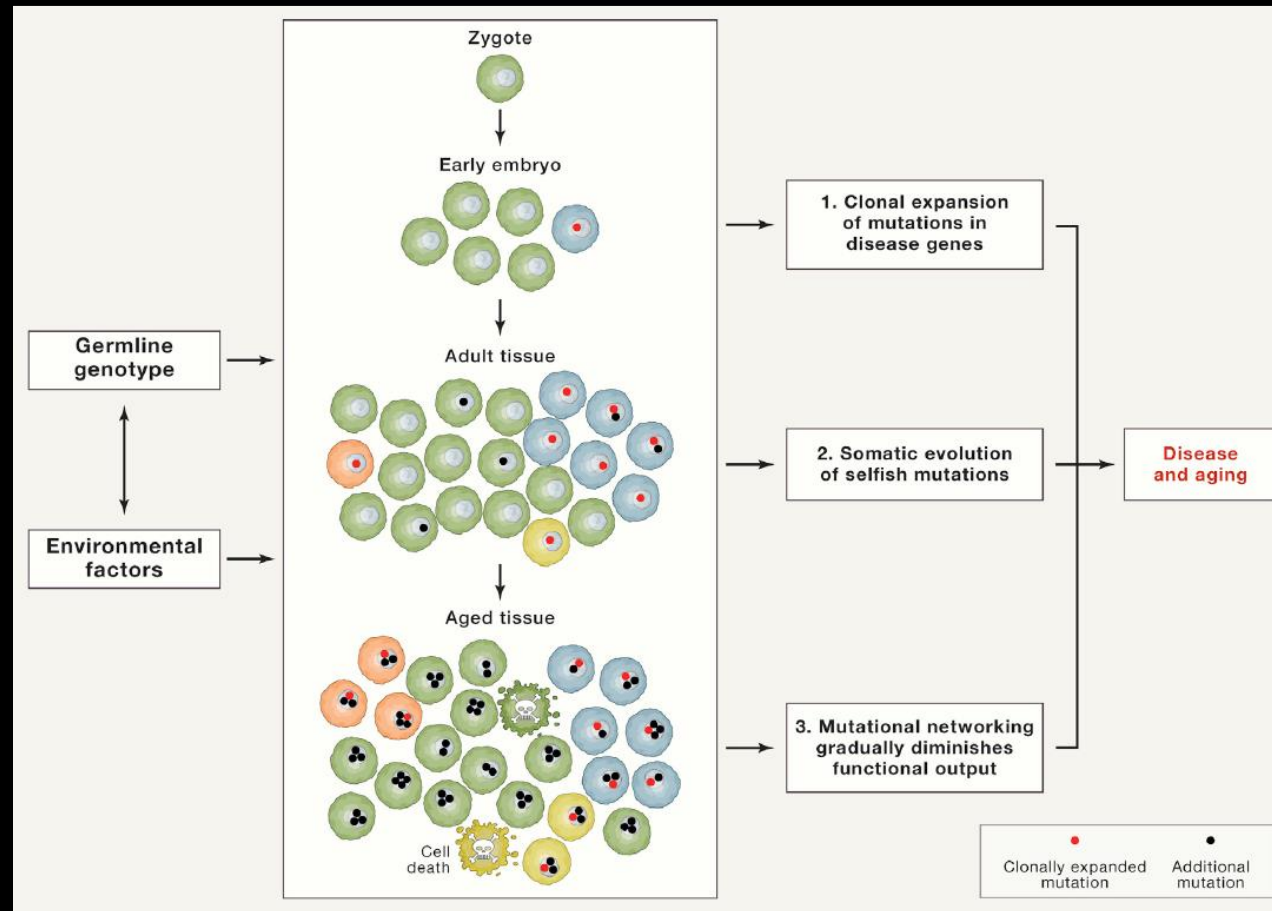 Zygote
Early embryo
Adult tissue
Aged tissue
Cell
death
Germline
genotype
Environmental
factors
1. Clonal expansion
of mutations in
disease genes
2. Somatic evolution
of selfish mutations
3. Mutational networking
gradually diminishes
functional output
Disease
and aging
Clonally expanded
mutation
Additional
mutation